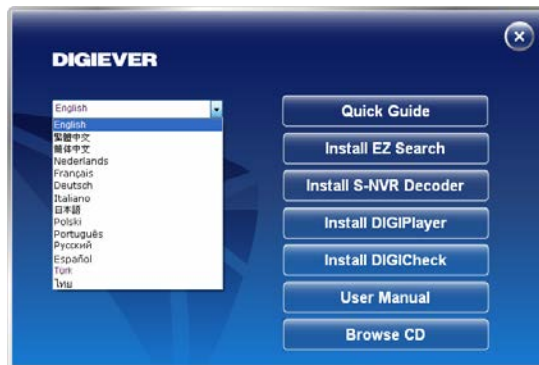 DIGIEVER
English
English
繁體中文
簡体中文
Nederlands
Français
Deutsch
Italiano
日本語
Polski
Português
Русский
Español
Türk
ไทย
Quick Guide
Install EZ Search
Install S-NVR Decoder
Install DIGIPlayer
Install DIGICheck
User Manual
Browse CD